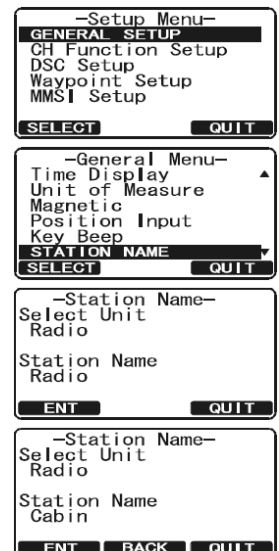 —Setup Menu—
GENERAL SETUP
CH Function Setup
DSC Setup
Waypoint Setup
MMSI Setup
SELECT QUIT
—General Menu—
Time Display ▲
Unit of Measure
Magnetic
Position Input
Key Beep
STATION NAME ▼
SELECT QUIT
—Station Name—
Select Unit
Radio
Station Name
Radio
ENT QUIT
—Station Name—
Select Unit
Radio
Station Name
Cabin
ENT BACK QUIT